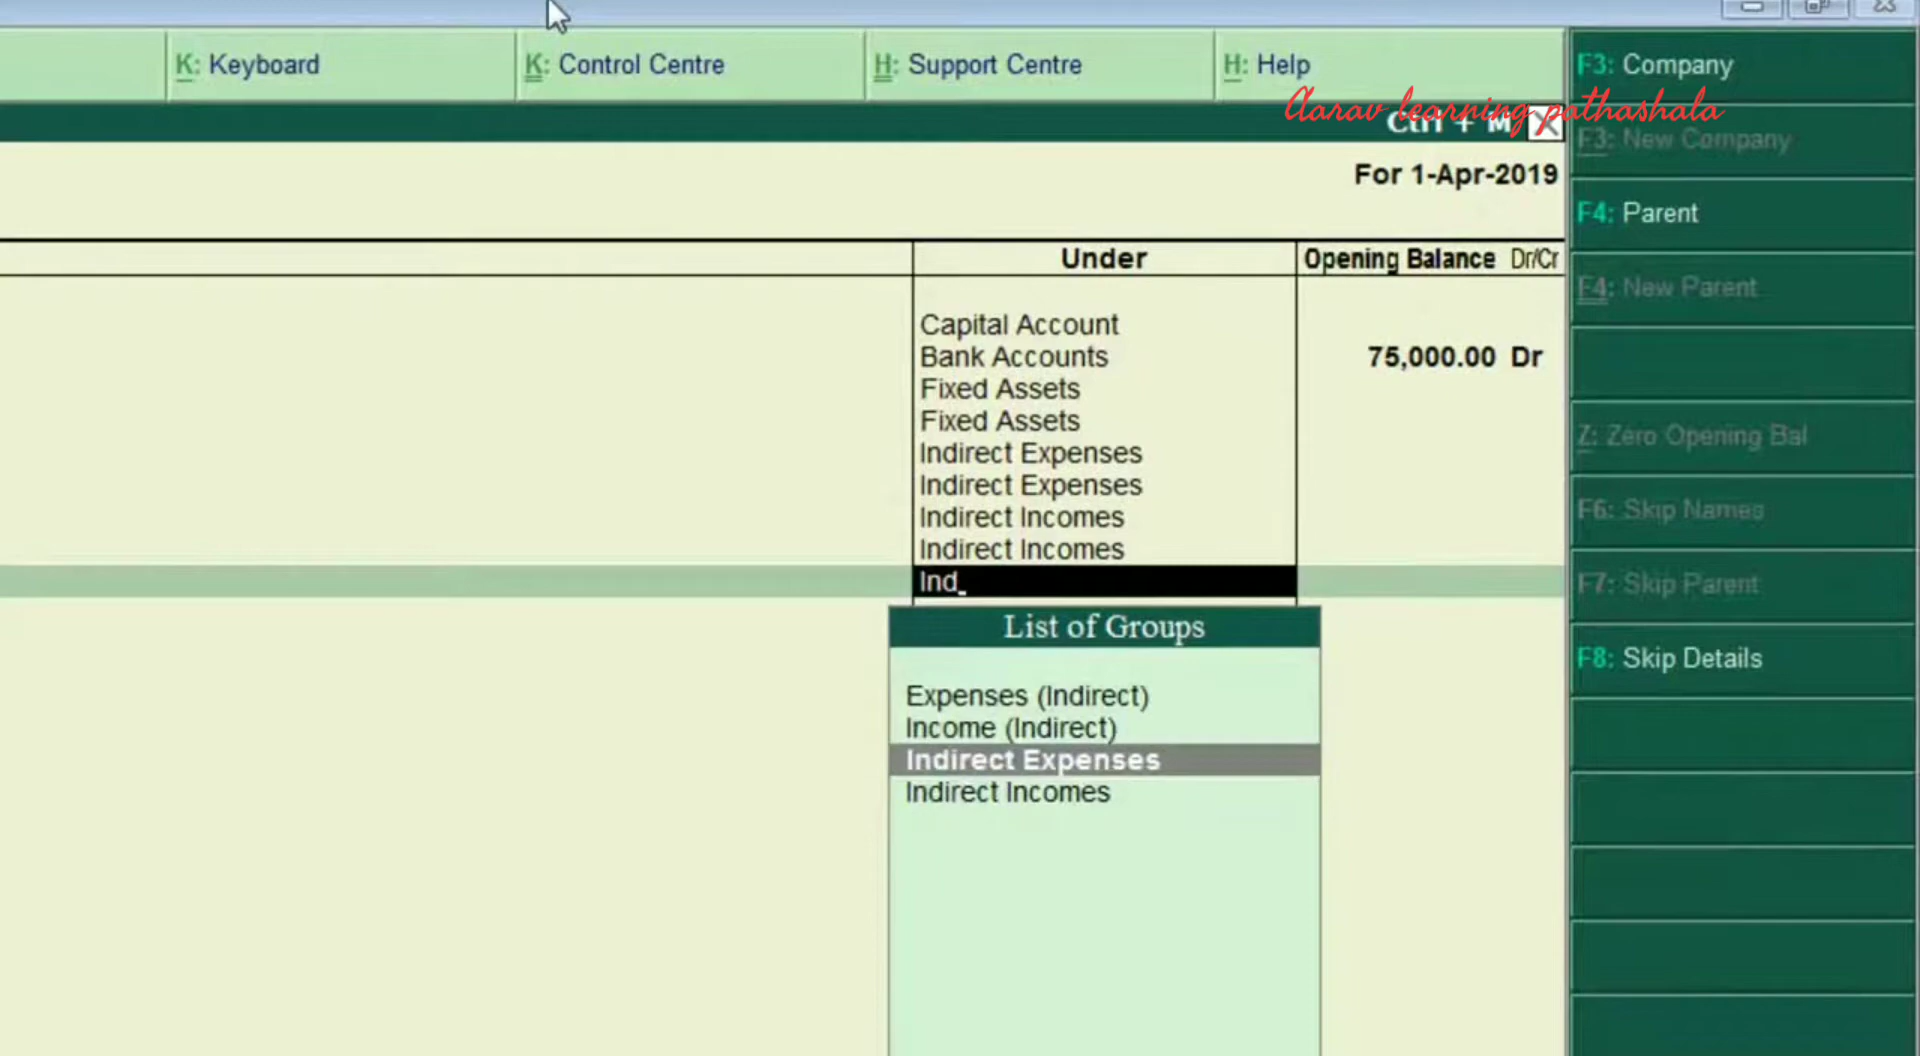 K: Keyboard
K: Control Centre
H: Support Centre
H: Help
F3: Company
Aarav learning pathashala
Ctrl + M
F3: New Company
For 1-Apr-2019
F4: Parent
Under
Opening Balance Dr/Cr
F4: New Parent
Capital Account
Bank Accounts
75,000.00 Dr
Fixed Assets
Fixed Assets
Z: Zero Opening Bal
Indirect Expenses
Indirect Expenses
F6: Skip Names
Indirect Incomes
Indirect Incomes
Ind
F7: Skip Parent
List of Groups
F8: Skip Details
Expenses (Indirect)
Income (Indirect)
Indirect Expenses
Indirect Incomes